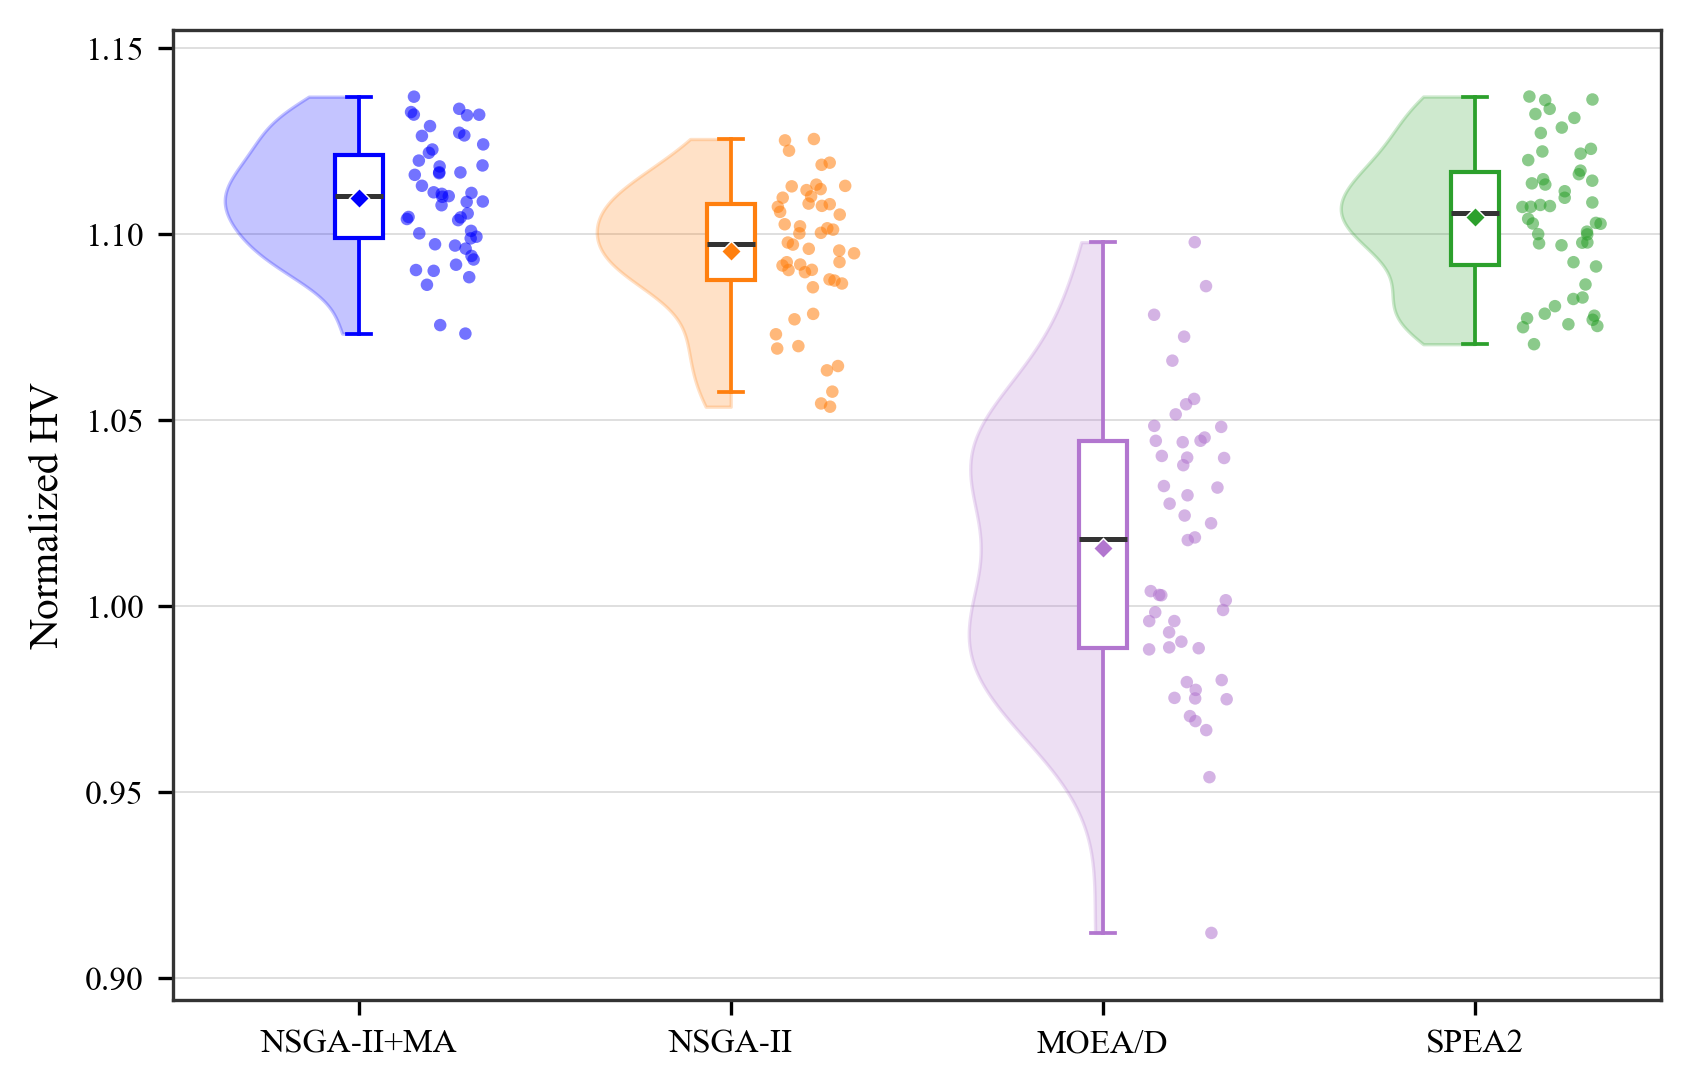 Normalized HV
1.15
1.10
1.05
1.00
0.95
0.90
NSGA-II+MA
NSGA-II
MOEA/D
SPEA2